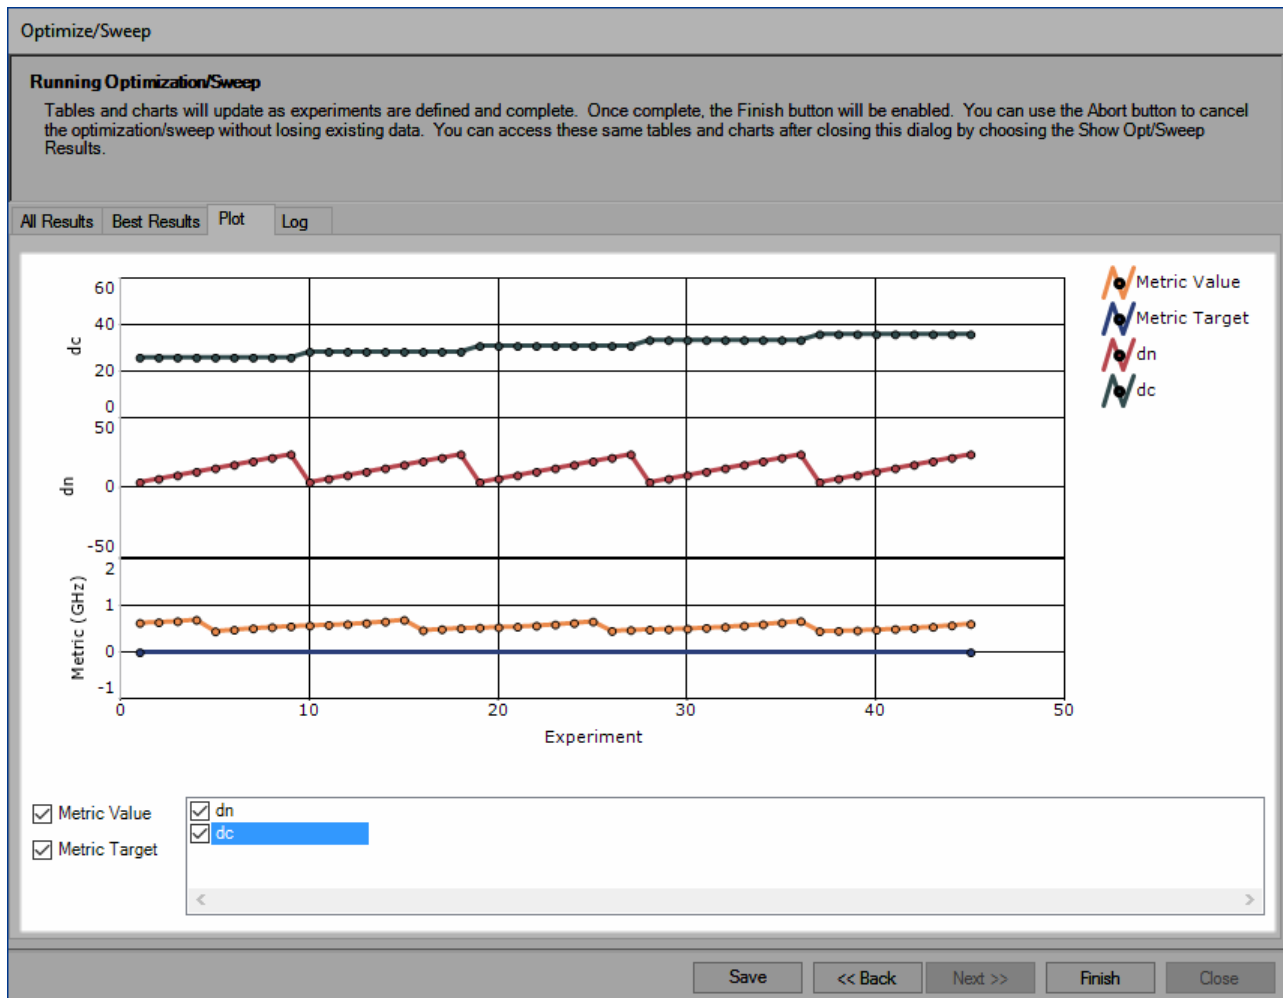 Optimize/Sweep
Running Optimization/Sweep
Tables and charts will update as experiments are defined and complete. Once complete, the Finish button will be enabled. You can use the Abort button to cancel
the optimization/sweep without losing existing data. You can access these same tables and charts after closing this dialog by choosing the Show Opt/Sweep
Results.
All Results Best Results Plot Log
60
40
20
0
dc
50
0
-50
dn
2
1
0
-1
Metric (GHz)
0 10 20 30 40 50
Experiment
Metric Value
Metric Target
dn
dc
Metric Value
Metric Target
dn
dc
Save << Back Next >> Finish Close